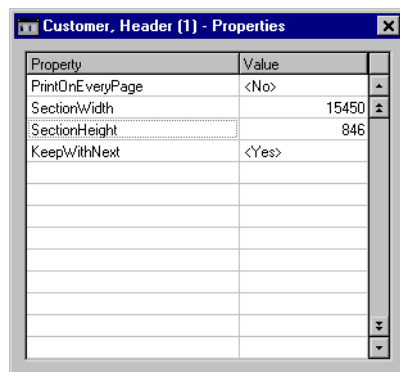 Customer, Header (1) - Properties
Property Value
PrintOnEveryPage <No>
SectionWidth 15450
SectionHeight 846
KeepWithNext <Yes>